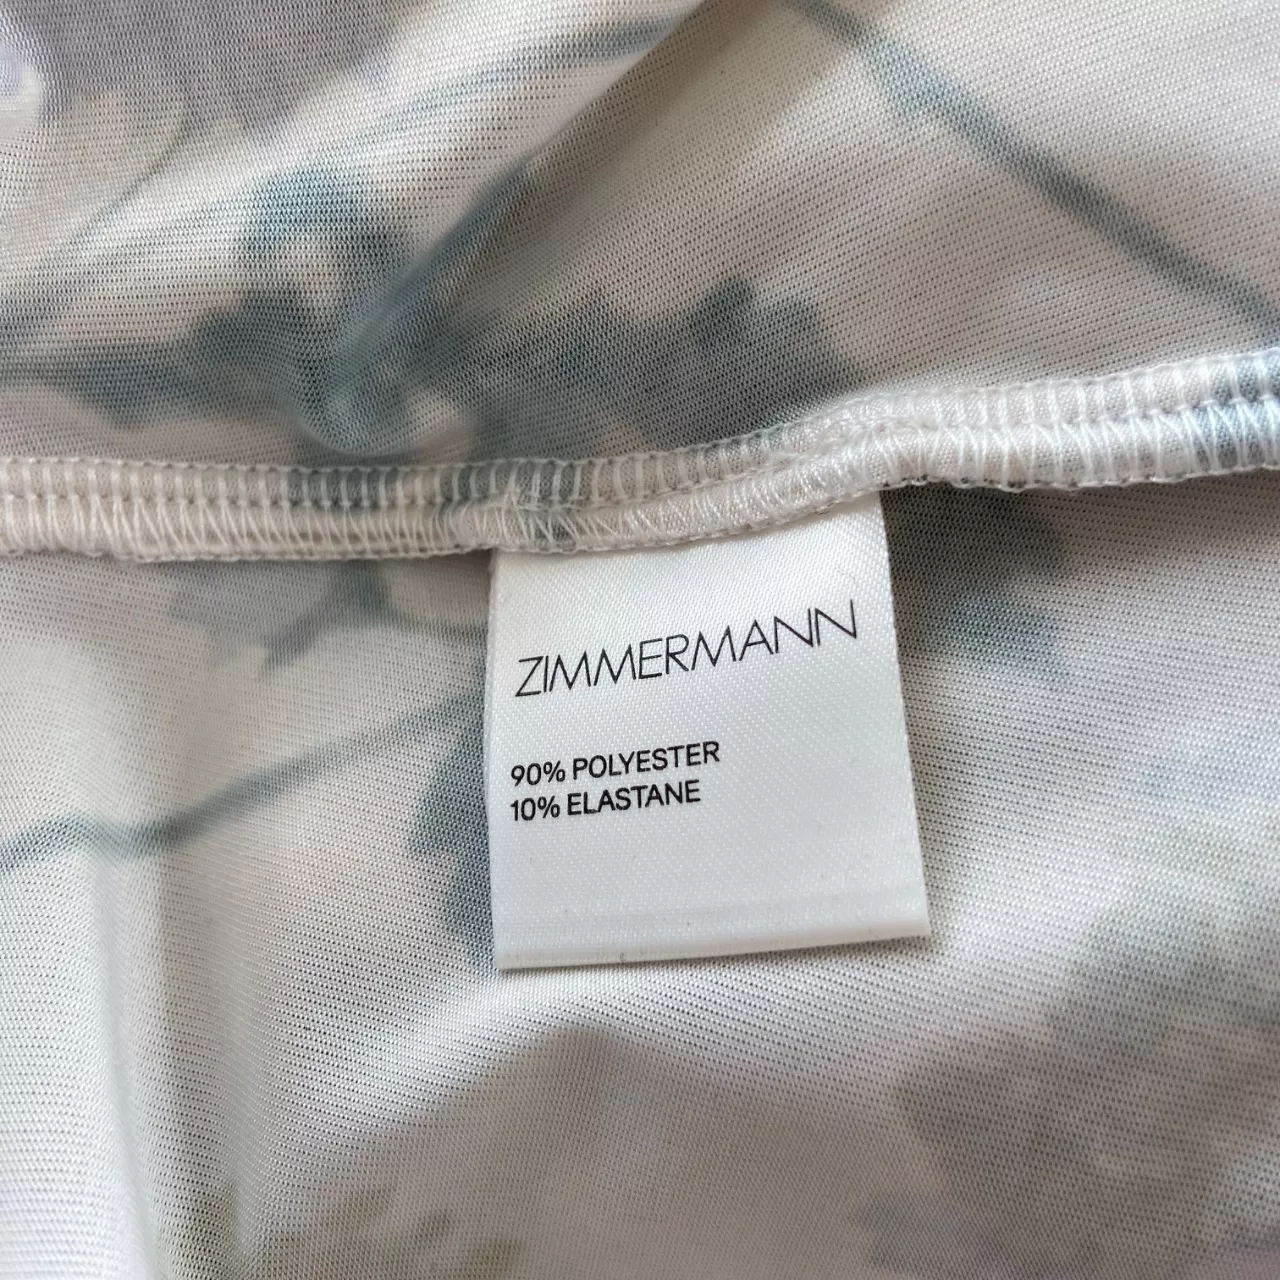 ZIMMERMANN
90% POLYESTER
10% ELASTANE